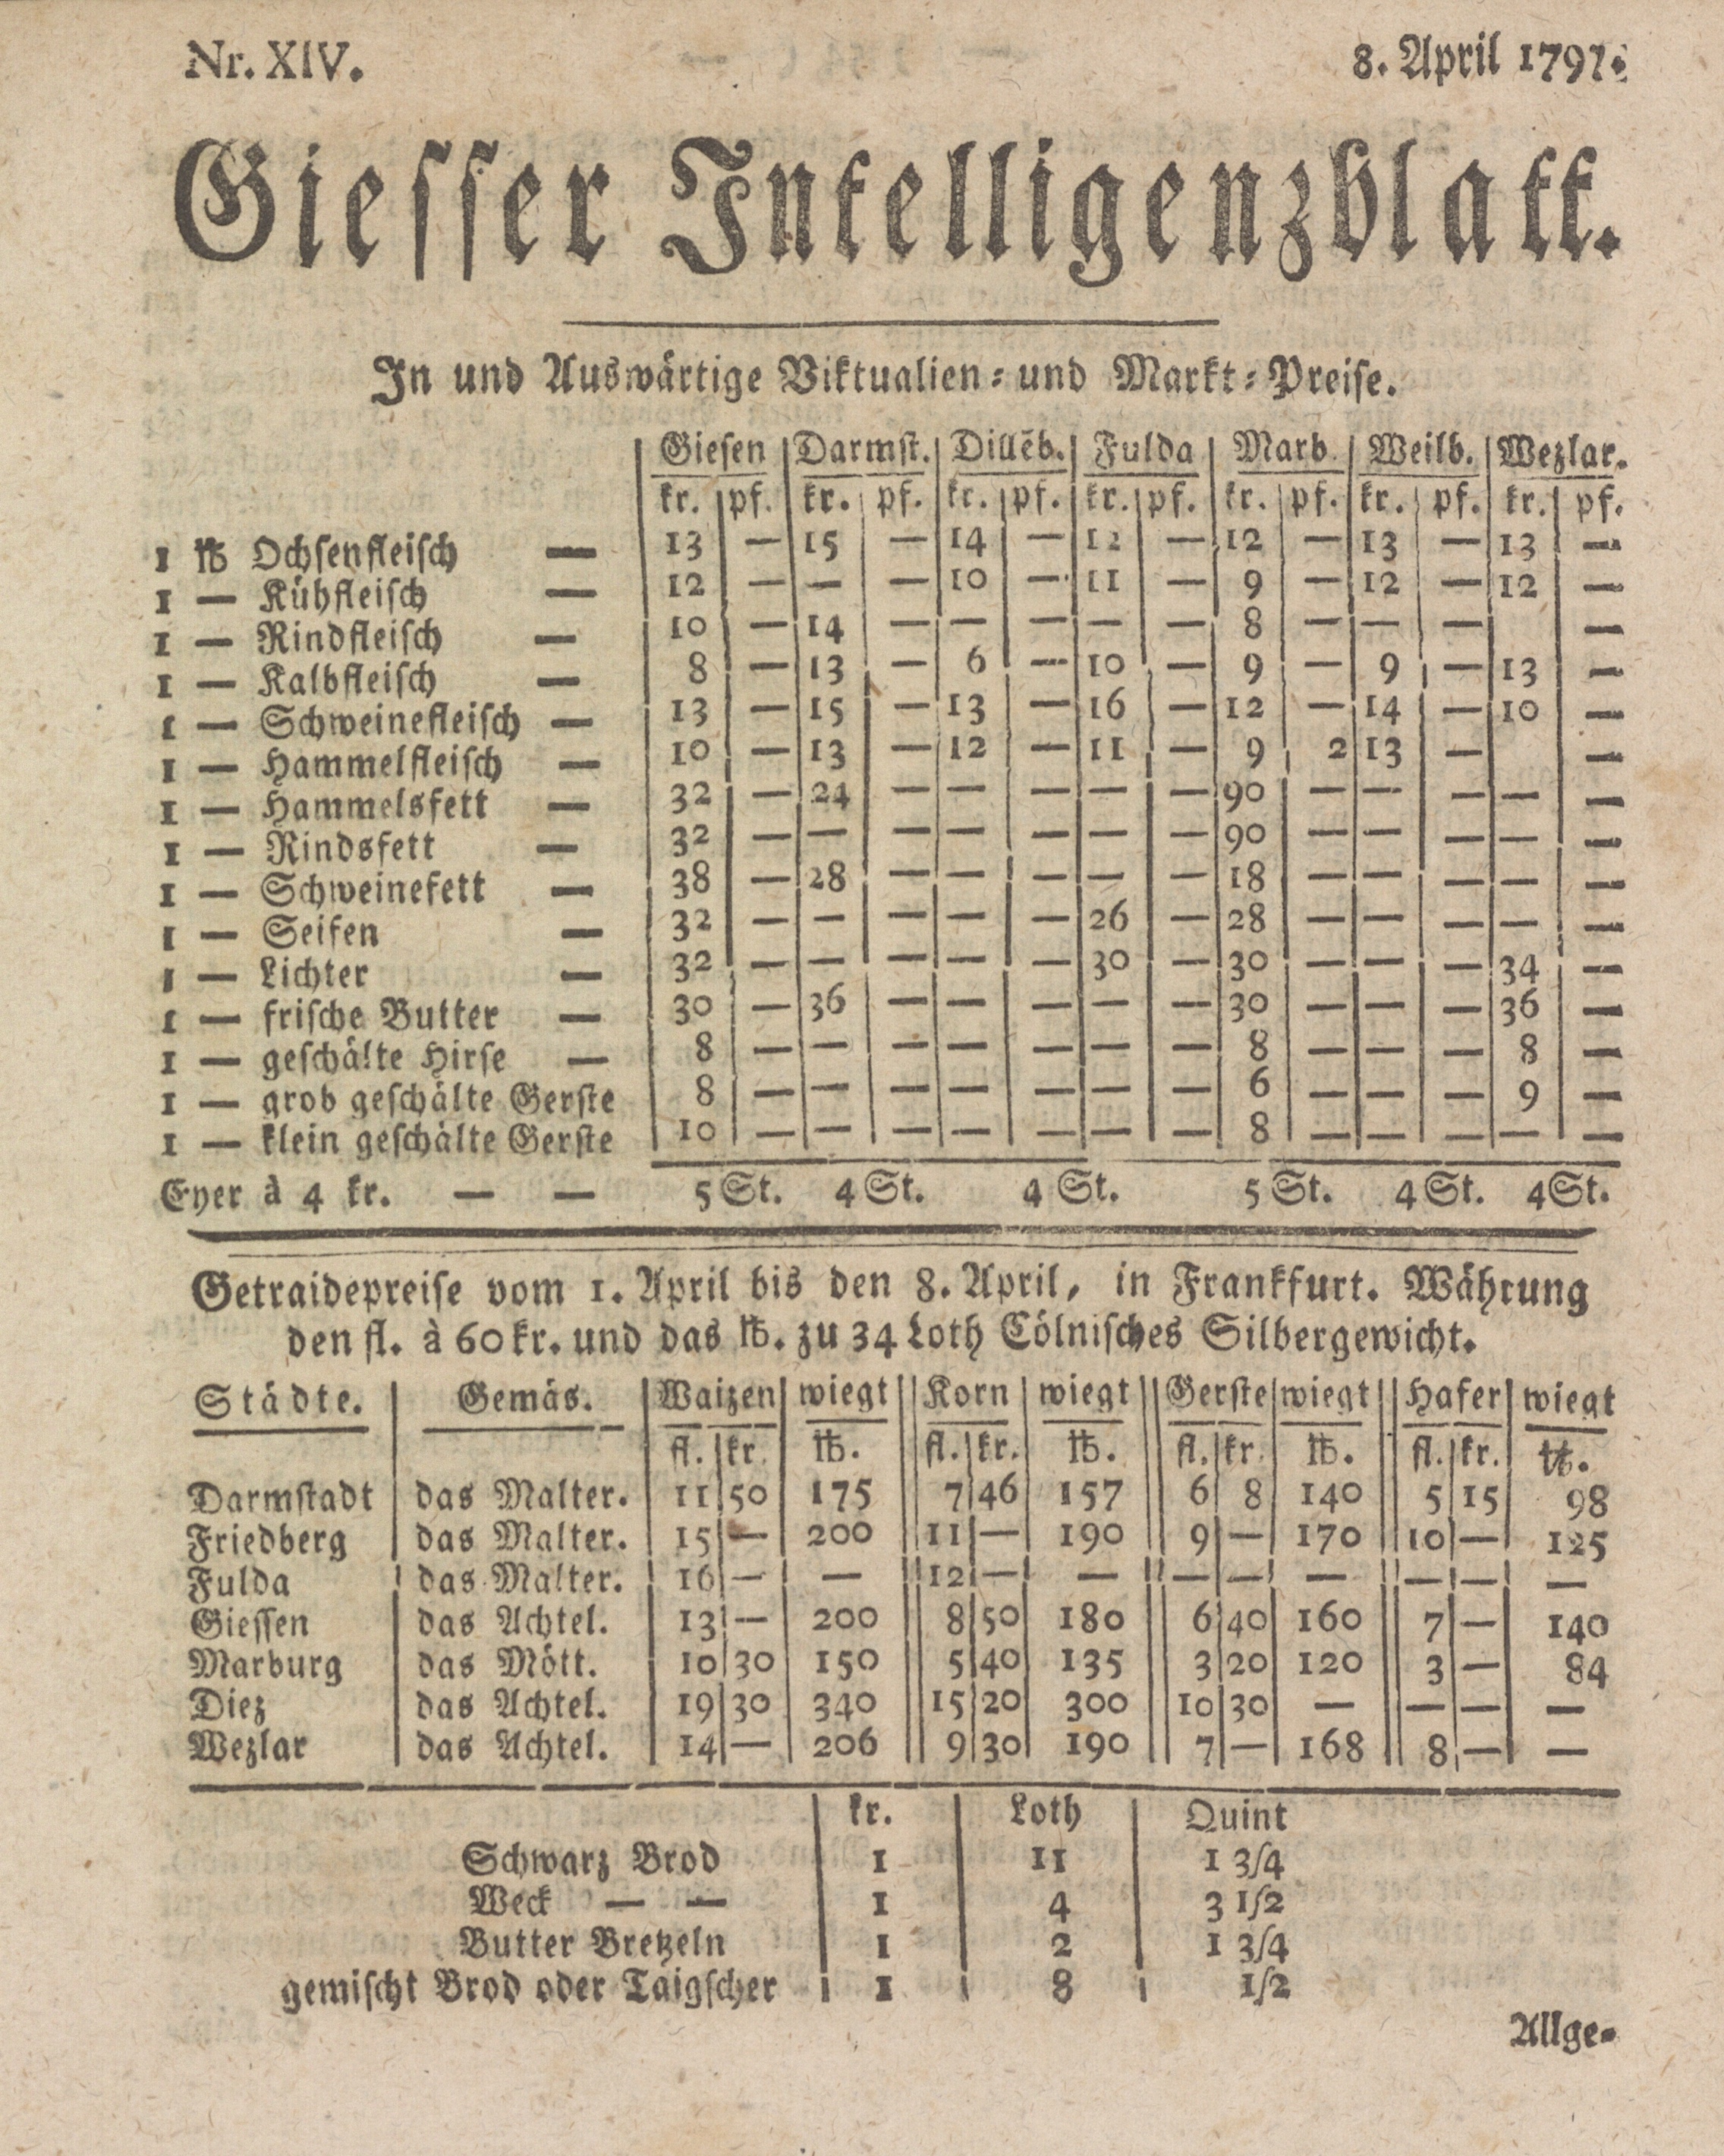 Nr. XIV. 8. April 1797.
Giesser Intelligenzblatt.
In und Auswärtige Viktualien- und Markt-Preise.
Giesen Darmst. Dillēb. Fulda Marb Weilb. Wezlar.
kr. pf. kr. pf. kr. pf. kr. pf. kr. pf. kr. pf. kr. pf.
1 ℔ Ochsenfleisch — 13 — 15 — 14 — 12 — 12 — 13 — 13 —
1 — Kühfleisch — 12 — — — 10 — 11 — 9 — 12 — 12 —
1 — Rindfleisch — 10 — 14 — — — — — 8 — — — —
1 — Kalbfleisch — 8 — 13 — 6 — 10 — 9 — 9 — 13 —
1 — Schweinefleisch — 13 — 15 — 13 — 16 — 12 — 14 — 10 —
1 — Hammelfleisch — 10 — 13 — 12 — 11 — 9 2 13 — —
1 — Hammelsfett — 32 — 24 — — — — — 90 — — — — —
1 — Rindsfett — 32 — — — — — — — 90 — — — — —
1 — Schweinefett — 38 — 28 — — — — — 18 — — — — —
1 — Seifen — 32 — — — — — 26 — 28 — — — — —
1 — Lichter — 32 — — — — — 30 — 30 — — — 34 —
1 — frische Butter — 30 — 36 — — — — — 30 — — — 36 —
1 — geschälte Hirse — 8 — — — — — — — 8 — — — 8 —
1 — grob geschälte Gerste 8 — — — — — — — 6 — — — 9 —
1 — klein geschälte Gerste 10 — — — — — — — 8 — — — — —
Eyer à 4 kr. — — 5 St. 4 St. 4 St. 5 St. 4 St. 4 St.
Getraidepreise vom 1. April bis den 8. April, in Frankfurt. Währung
den fl. à 60 kr. und das ℔. zu 34 Loth Cölnisches Silbergewicht.
Städte. Gemäs. Waizen wiegt Korn wiegt Gerste wiegt Hafer wiegt
fl. kr. ℔. fl. kr. ℔. fl. kr. ℔. fl. kr. ℔.
Darmstadt das Malter. 11 50 175 7 46 157 6 8 140 5 15 98
Friedberg das Malter. 15 — 200 11 — 190 9 — 170 10 — 125
Fulda das Malter. 16 — — 12 — — — — — — — —
Giessen das Achtel. 13 — 200 8 50 180 6 40 160 7 — 140
Marburg das Mött. 10 30 150 5 40 135 3 20 120 3 — 84
Diez das Achtel. 19 30 340 15 20 300 10 30 — — — —
Wezlar das Achtel. 14 — 206 9 30 190 7 — 168 8 — —
kr. Loth Quint
Schwarz Brod 1 11 1 3/4
Weck — — 1 4 3 1/2
Butter Bretzeln 1 2 1 3/4
gemischt Brod oder Taigscher 1 8 1/2
Allge-